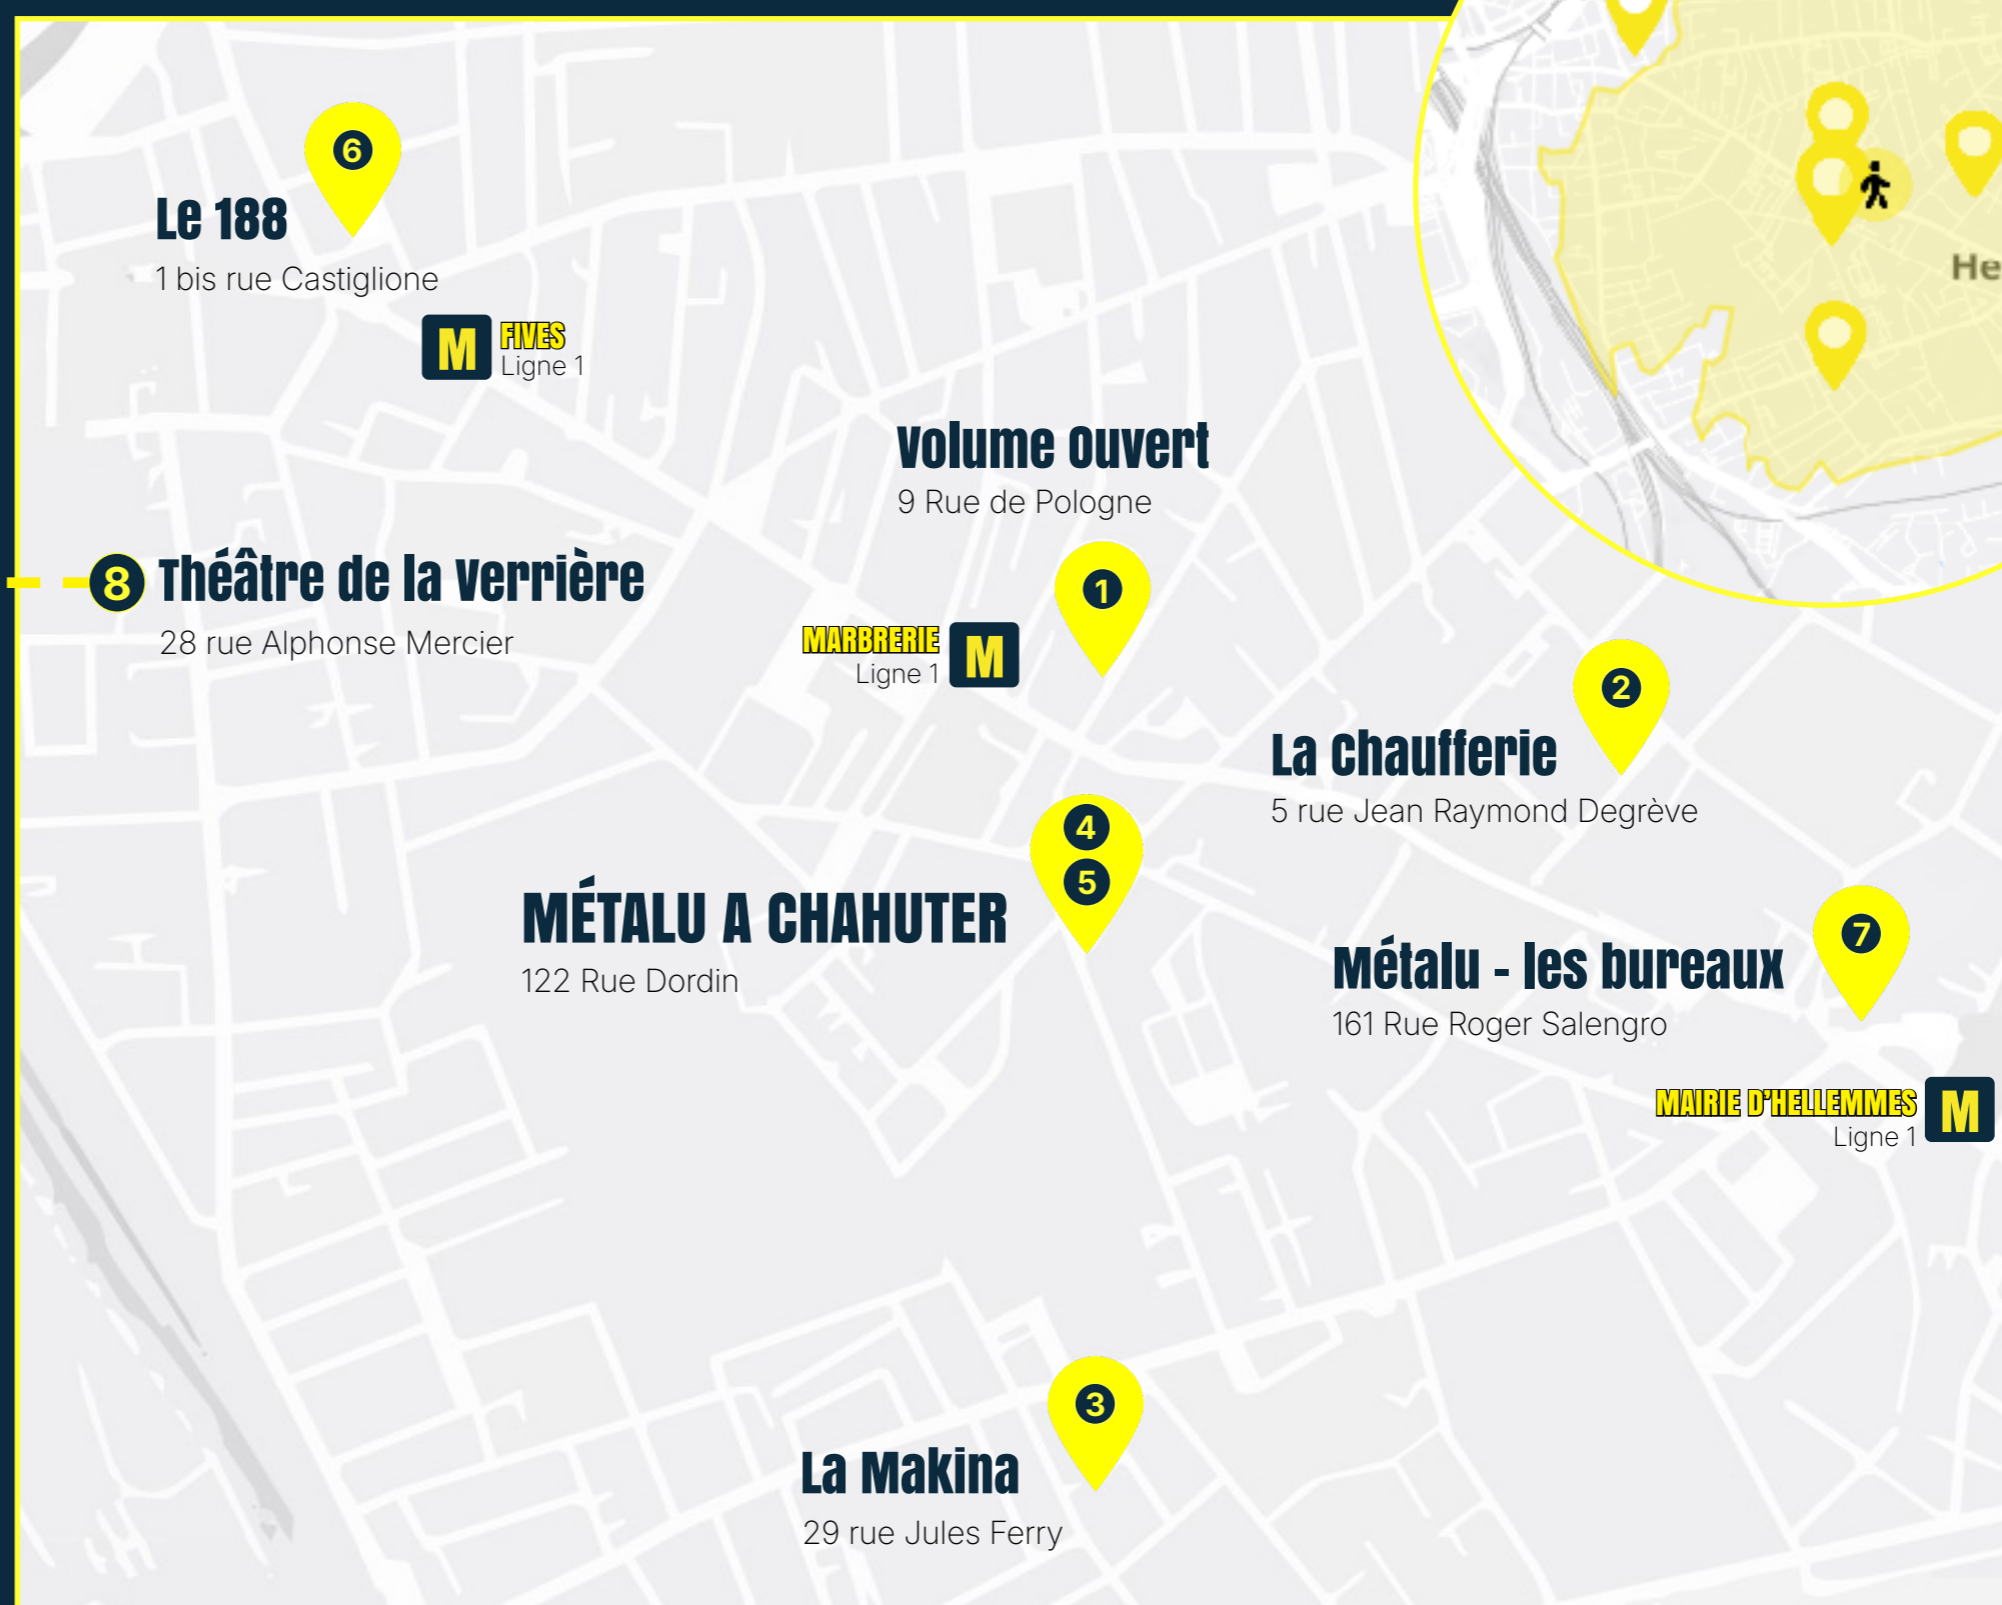 6
Le 188
1 bis rue Castiglione
M FIVES
Ligne 1
He
Volume Ouvert
9 Rue de Pologne
1
8 Théâtre de la Verrière
28 rue Alphonse Mercier
MARBRERIE M
Ligne 1
2
La Chaufferie
5 rue Jean Raymond Degrève
4
5
MÉTALU A CHAHUTER
122 Rue Dordin
7
Métalu - les bureaux
161 Rue Roger Salengro
MAIRIE D'HELLEMMES M
Ligne 1
3
La Makina
29 rue Jules Ferry